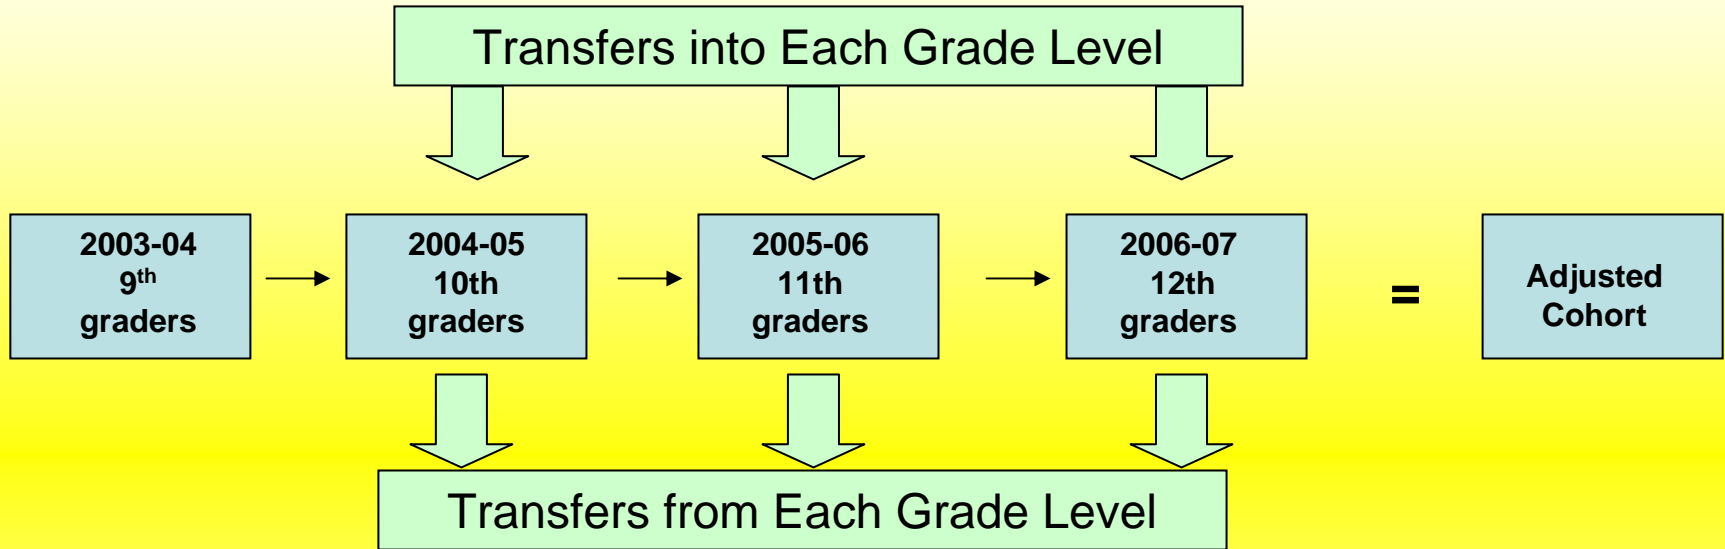 Transfers into Each Grade Level
2003-04
9th
graders
2004-05
10th
graders
2005-06
11th
graders
2006-07
12th
graders
=
Adjusted
Cohort
Transfers from Each Grade Level